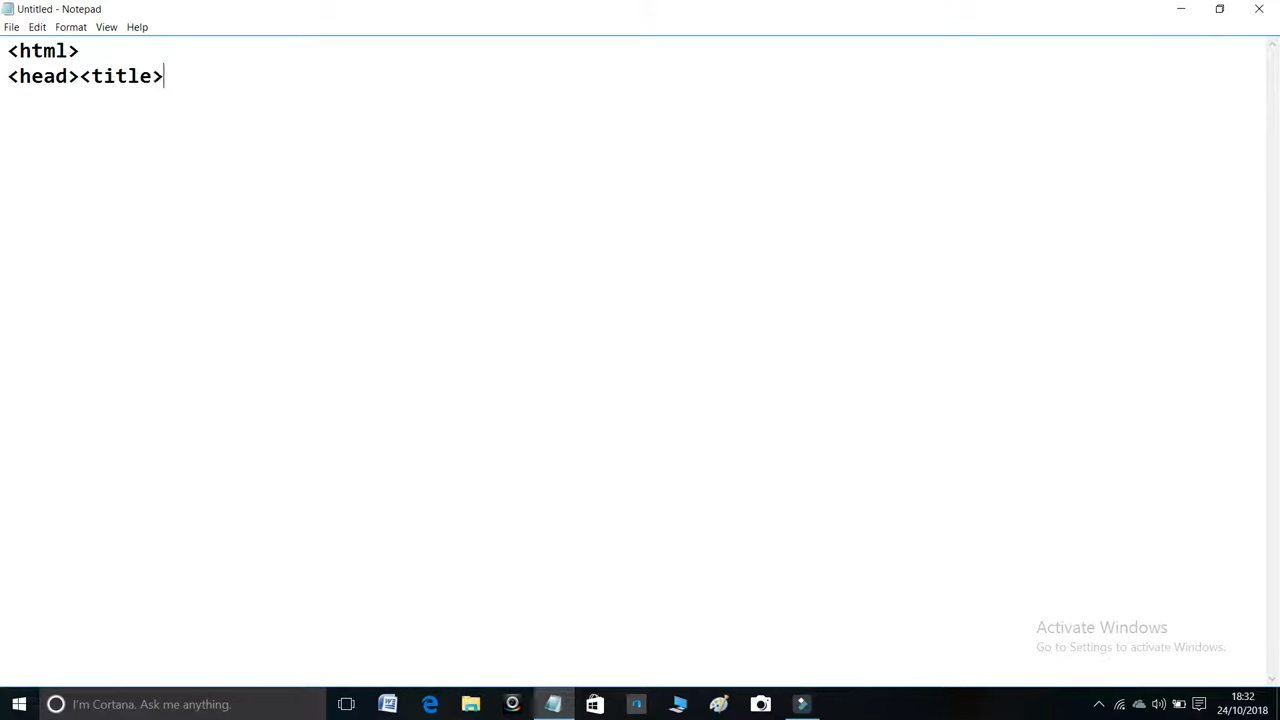 Untitled - Notepad
File Edit Format View Help
<html>
<head><title>
Activate Windows
Go to Settings to activate Windows.
I'm Cortana. Ask me anything.
18:32
24/10/2018